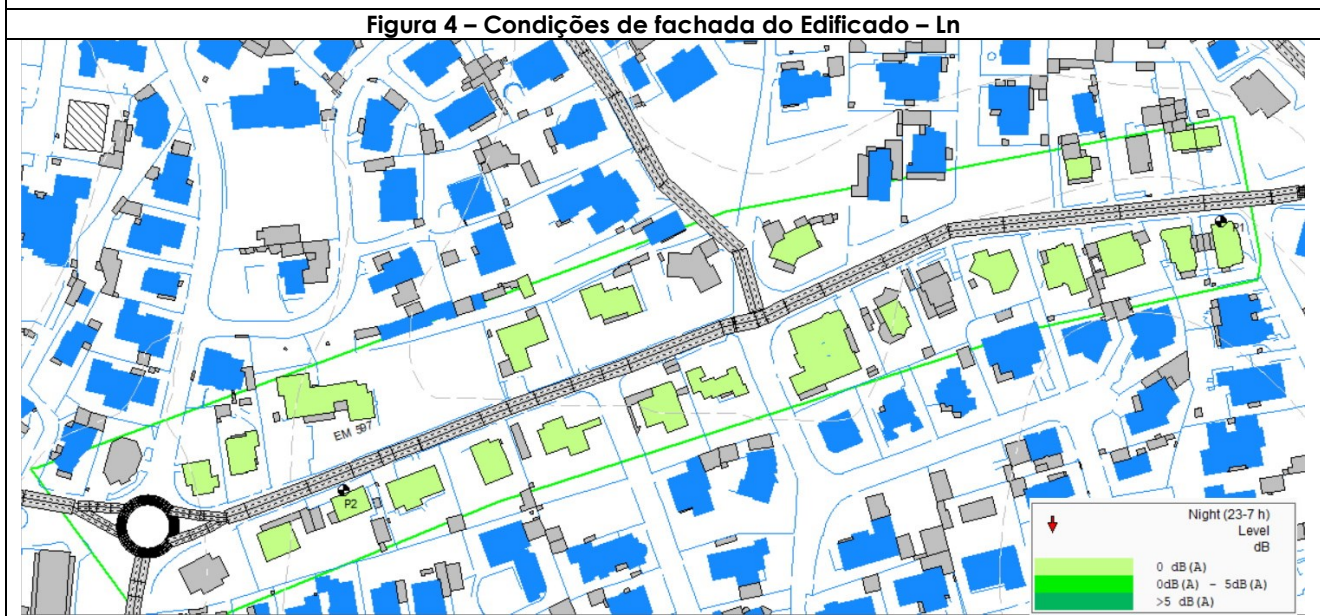 Figura 4 – Condições de fachada do Edificado – Ln
P1
EM 597
P2
Night (23-7 h)
Level
dB
0 dB(A)
0dB(A) – 5dB(A)
>5 dB(A)